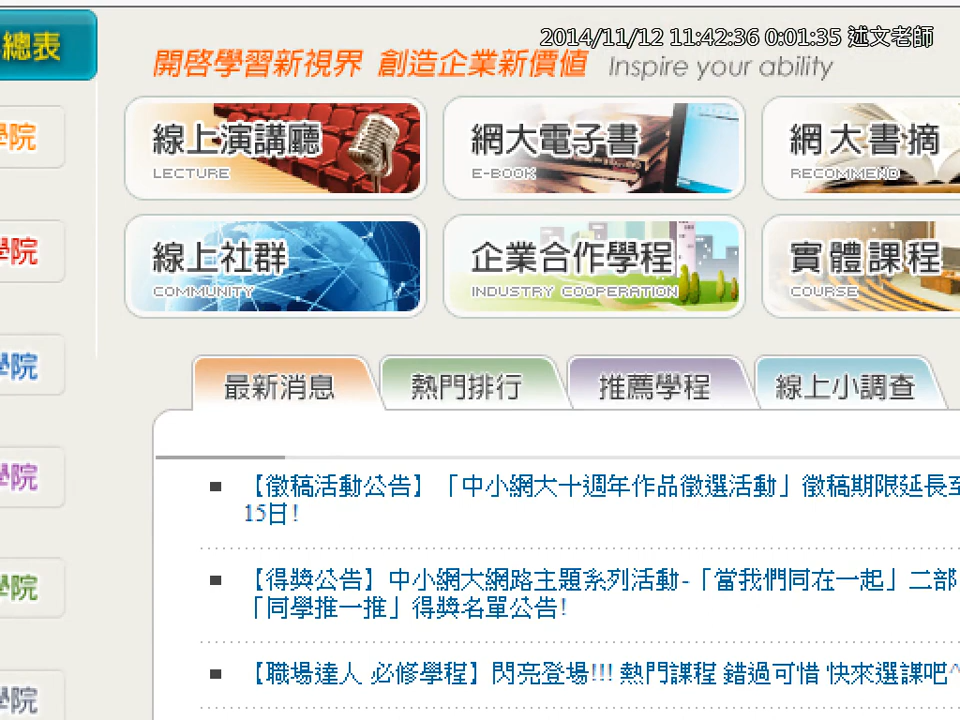 2014/11/12 11:42:36 0:01:35 述文老師
總表
開啓學習新視界 創造企業新價值 Inspire your ability
學院
線上演講廳
LECTURE
網大電子書
E-BOOK
網大書摘
RECOMMEND
學院
線上社群
COMMUNITY
企業合作學程
INDUSTRY COOPERATION
實體課程
COURSE
學院
最新消息
熱門排行
推薦學程
線上小調查
學院
【徵稿活動公告】「中小網大十週年作品徵選活動」徵稿期限延長至
15日!
學院
【得獎公告】中小網大網路主題系列活動-「當我們同在一起」二部
「同學推一推」得獎名單公告!
學院
【職場達人 必修學程】閃亮登場!!! 熱門課程 錯過可惜 快來選課吧^